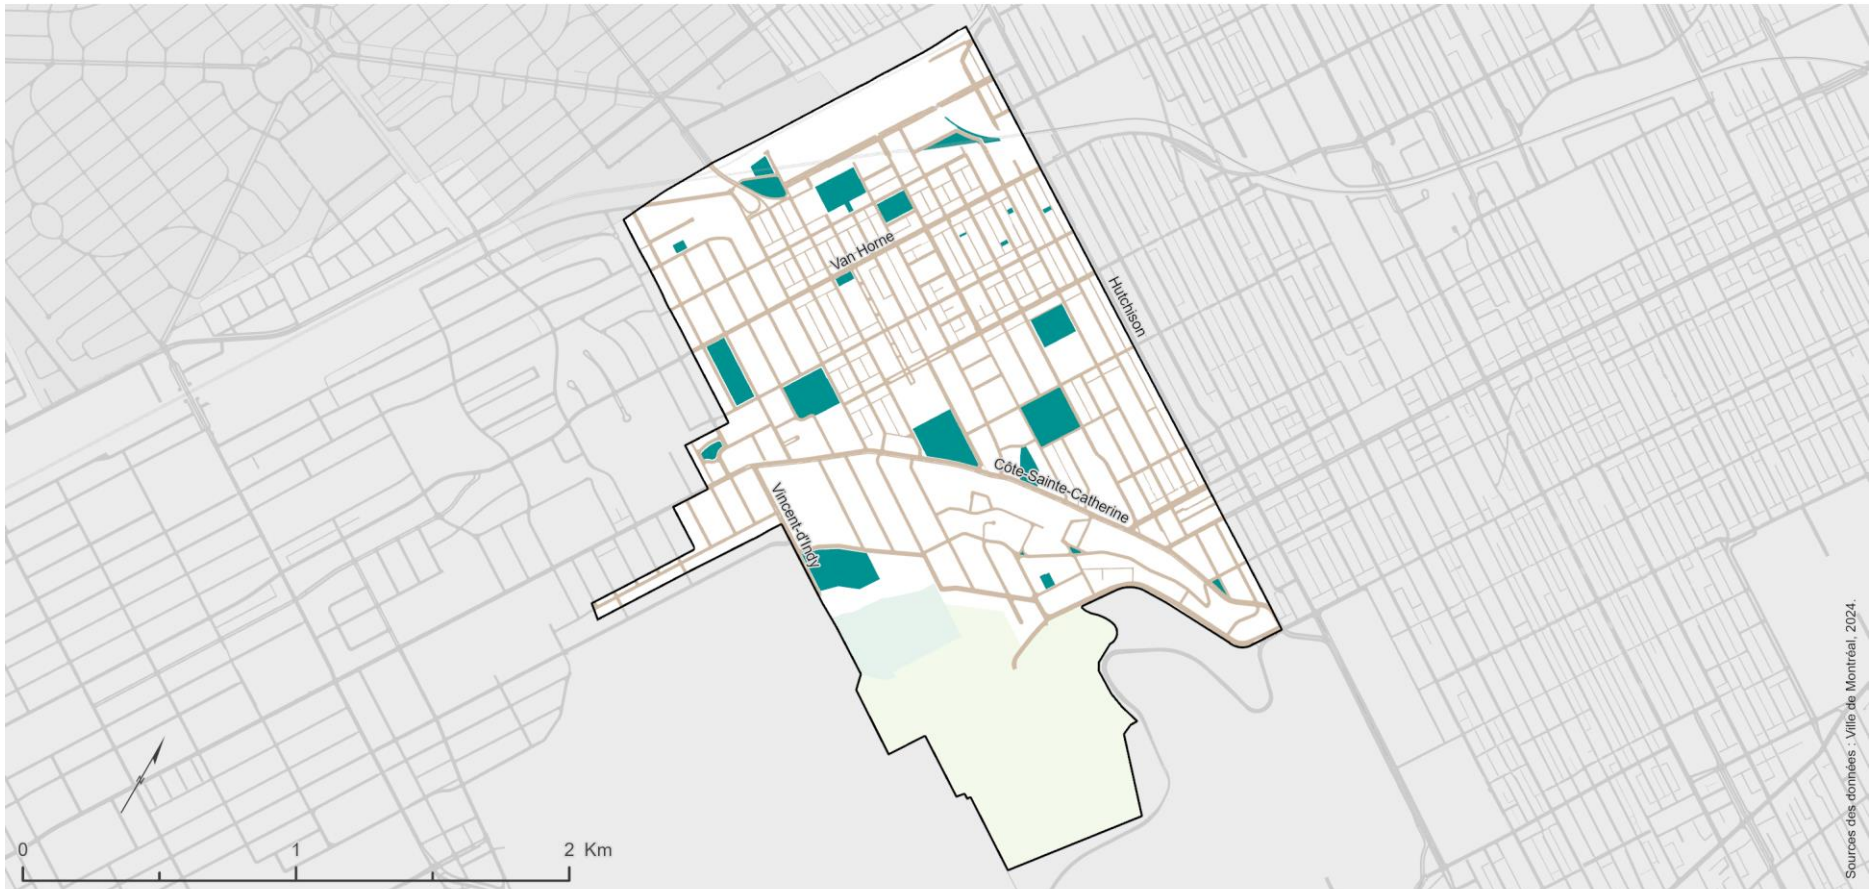 Van Horne
Hutchison
Côte-Sainte-Catherine
Vincent-d'Indy
N
0 1 2 Km
Sources des données : Ville de Montréal, 2024.